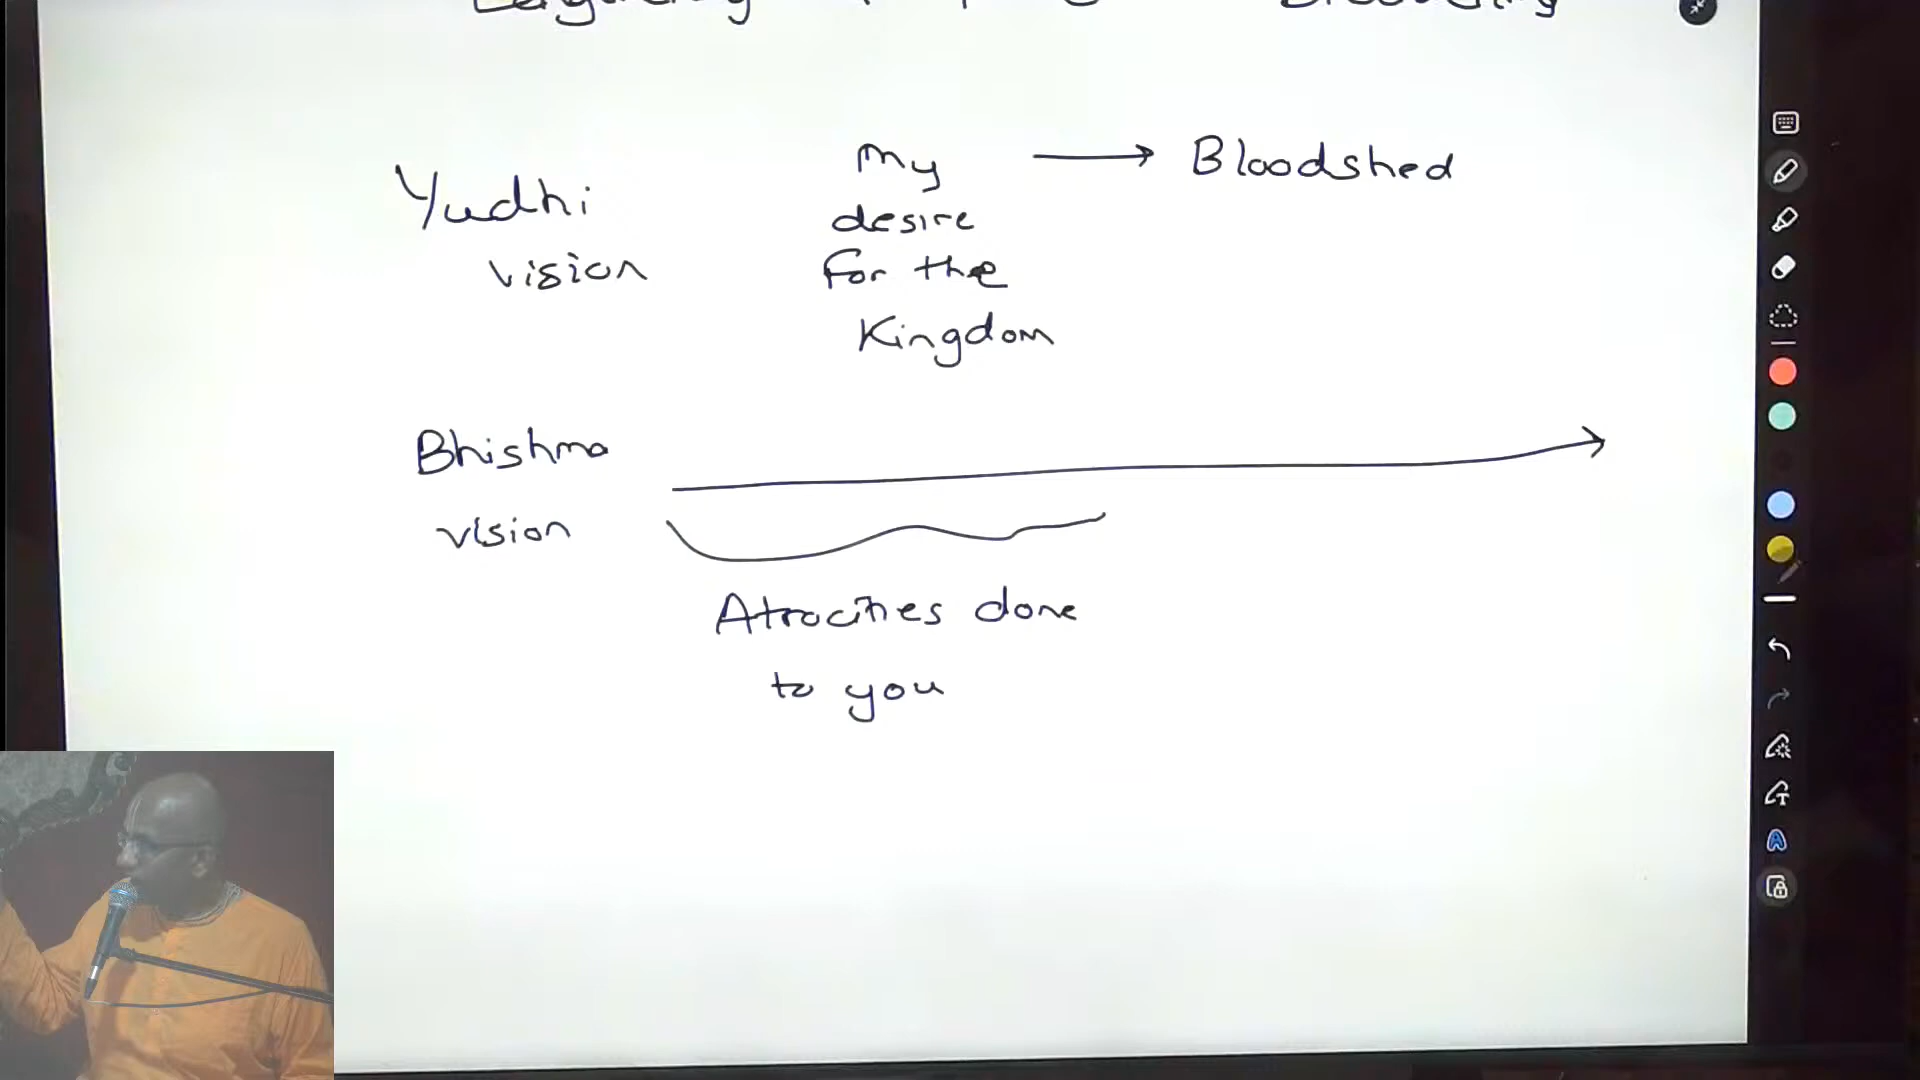 My → Bloodshed
Yudhi
desire
vision
for the
Kingdom
Bhishma
vision
Atrocities done
to you